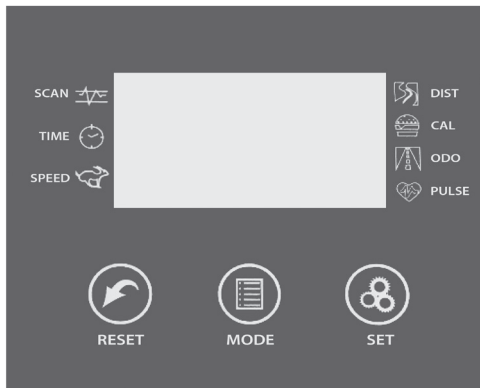 SCAN
TIME
SPEED
DIST
CAL
ODO
PULSE
RESET
MODE
SET